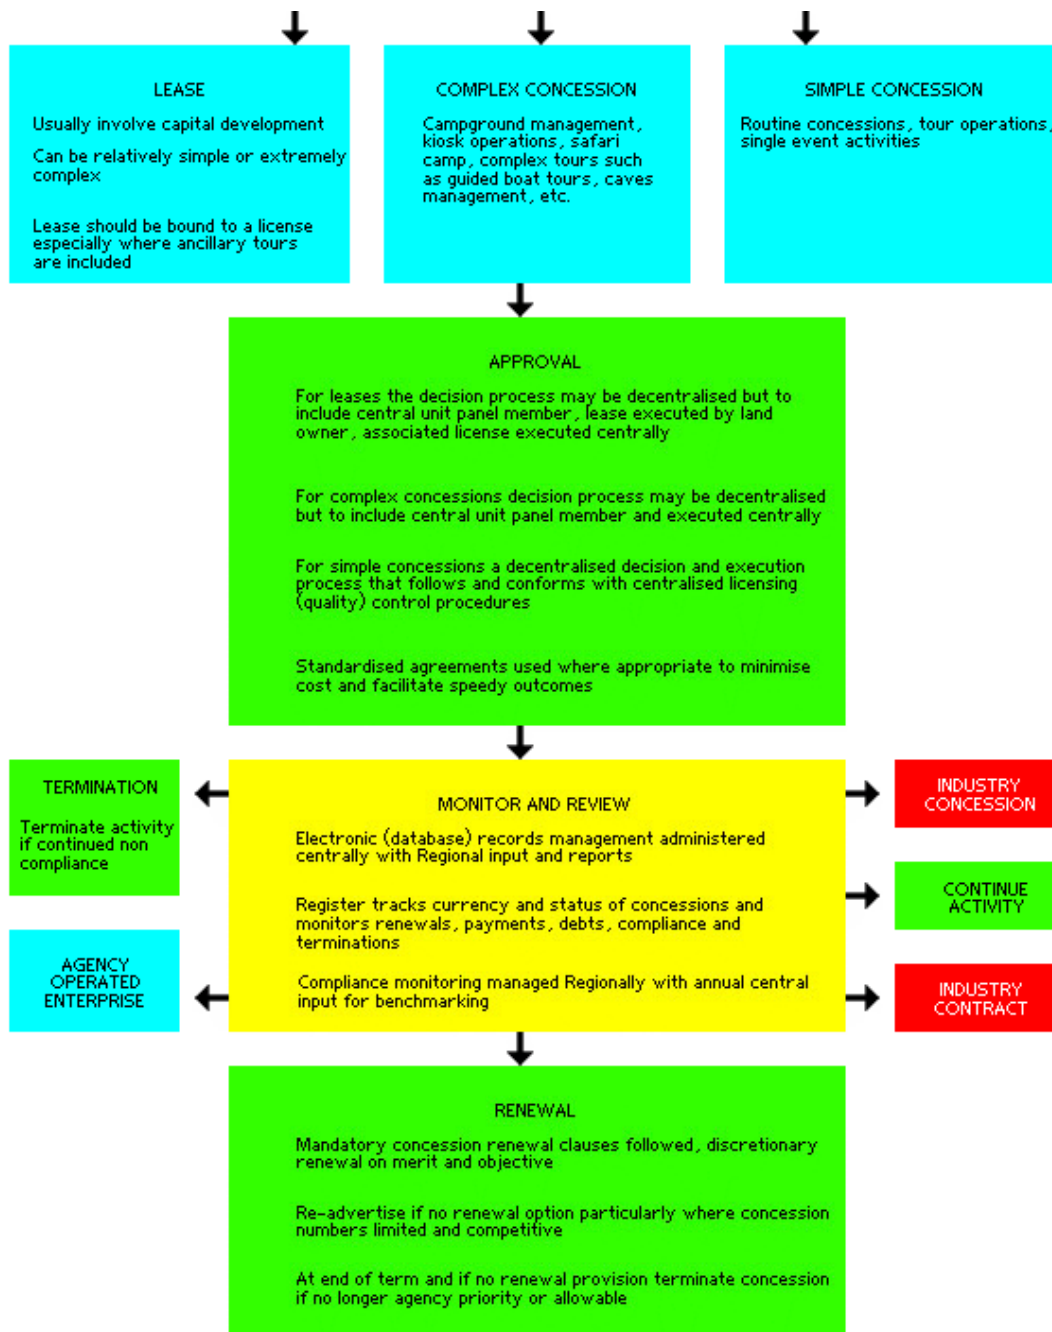 LEASE
Usually involve capital development
Can be relatively simple or extremely
complex
Lease should be bound to a license
especially where ancillary tours
are included
COMPLEX CONCESSION
Campground management,
kiosk operations, safari
camp, complex tours such
as guided boat tours, caves
management, etc.
SIMPLE CONCESSION
Routine concessions, tour operations,
single event activities
APPROVAL
For leases the decision process may be decentralised but to
include central unit panel member, lease executed by land
owner, associated license executed centrally
For complex concessions decision process may be decentralised
but to include central unit panel member and executed centrally
For simple concessions a decentralised decision and execution
process that follows and conforms with centralised licensing
(quality) control procedures
Standardised agreements used where appropriate to minimise
cost and facilitate speedy outcomes
TERMINATION
Terminate activity
if continued non
compliance
AGENCY
OPERATED
ENTERPRISE
MONITOR AND REVIEW
Electronic (database) records management administered
centrally with Regional input and reports
Register tracks currency and status of concessions and
monitors renewals, payments, debts, compliance and
terminations
Compliance monitoring managed Regionally with annual central
input for benchmarking
INDUSTRY
CONCESSION
CONTINUE
ACTIVITY
INDUSTRY
CONTRACT
RENEWAL
Mandatory concession renewal clauses followed, discretionary
renewal on merit and objective
Re-advertise if no renewal option particularly where concession
numbers limited and competitive
At end of term and if no renewal provision terminate concession
if no longer agency priority or allowable